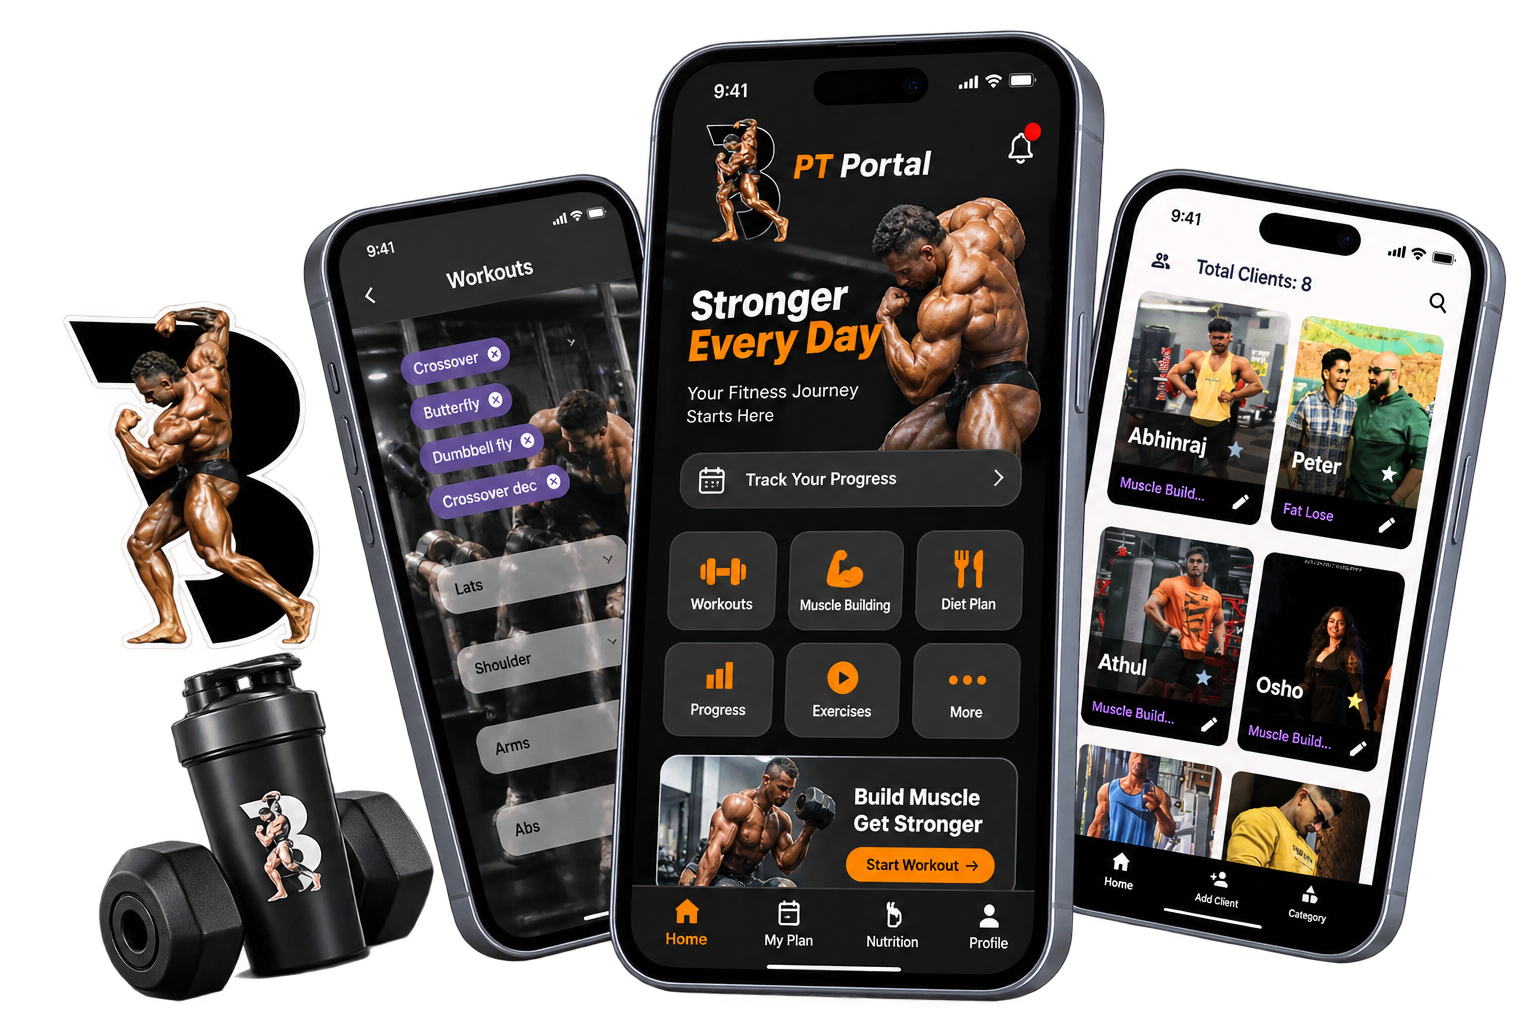 9:41
Workouts
Crossover
Butterfly
Dumbbell fly
Crossover dec
Lats
Shoulder
Arms
Abs
9:41
PT Portal
Stronger
Every Day
Your Fitness Journey
Starts Here
Track Your Progress
Workouts
Muscle Building
Diet Plan
Progress
Exercises
More
Build Muscle
Get Stronger
Start Workout →
Home
My Plan
Nutrition
Profile
9:41
Total Clients: 8
Abhinraj
Muscle Build...
Peter
Fat Lose
Athul
Muscle Build...
Osho
Muscle Build...
Home
Add Client
Category